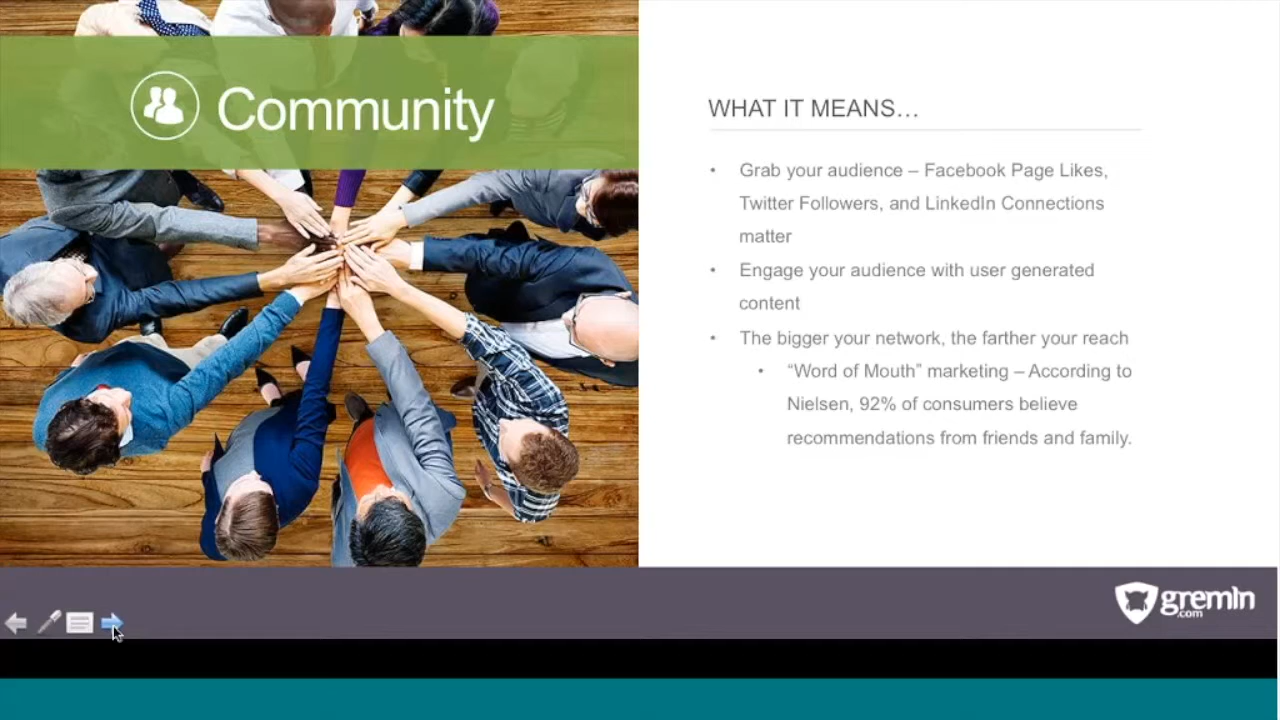 Community
WHAT IT MEANS…
• Grab your audience – Facebook Page Likes,
Twitter Followers, and LinkedIn Connections
matter
• Engage your audience with user generated
content
• The bigger your network, the farther your reach
• “Word of Mouth” marketing – According to
Nielsen, 92% of consumers believe
recommendations from friends and family.
gremln
.com